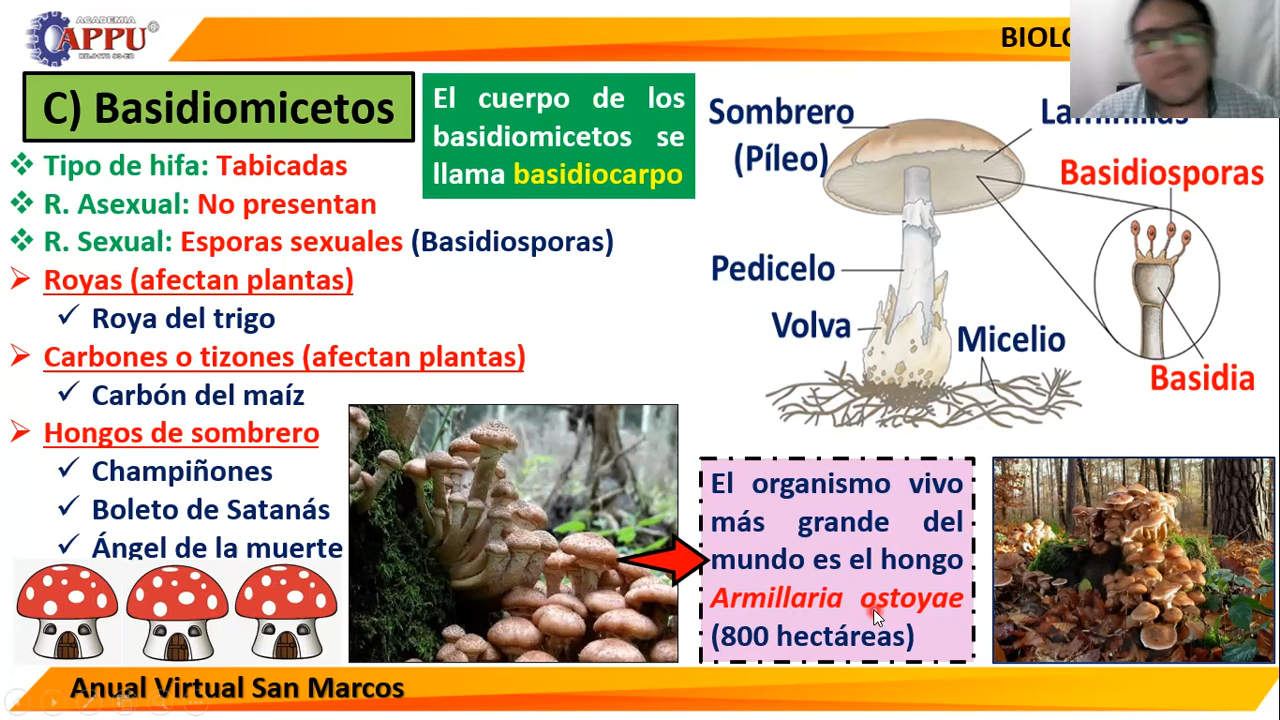 ACADEMIA
APPU
C) Basidiomicetos
Tipo de hifa: Tabicadas
R. Asexual: No presentan
R. Sexual: Esporas sexuales (Basidiosporas)
Royas (afectan plantas)
Roya del trigo
Carbones o tizones (afectan plantas)
Carbón del maíz
Hongos de sombrero
Champiñones
Boleto de Satanás
Ángel de la muerte
El cuerpo de los
basidiomicetos se
llama basidiocarpo
Sombrero
(Píleo)
Basidiosporas
Pedicelo
Volva
Micelio
Basidia
El organismo vivo
más grande del
mundo es el hongo
Armillaria ostoyae
(800 hectáreas)
Anual Virtual San Marcos